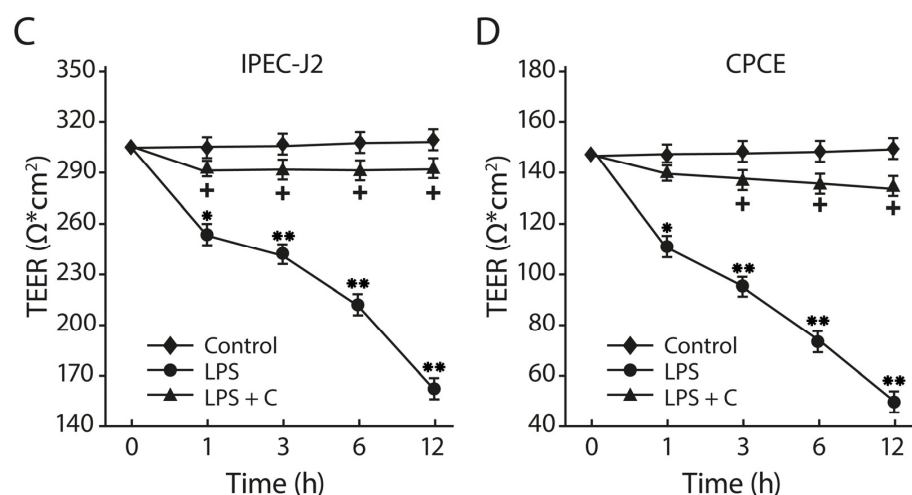 C
IPEC-J2
350
320
290
260
230
200
170
140
TEER (Ω*cm²)
+ + + +
*
**
**
**
Control
LPS
LPS + C
0 1 3 6 12
Time (h)
D
CPCE
180
160
140
120
100
80
60
40
TEER (Ω*cm²)
+ + +
*
**
**
**
Control
LPS
LPS + C
0 1 3 6 12
Time (h)